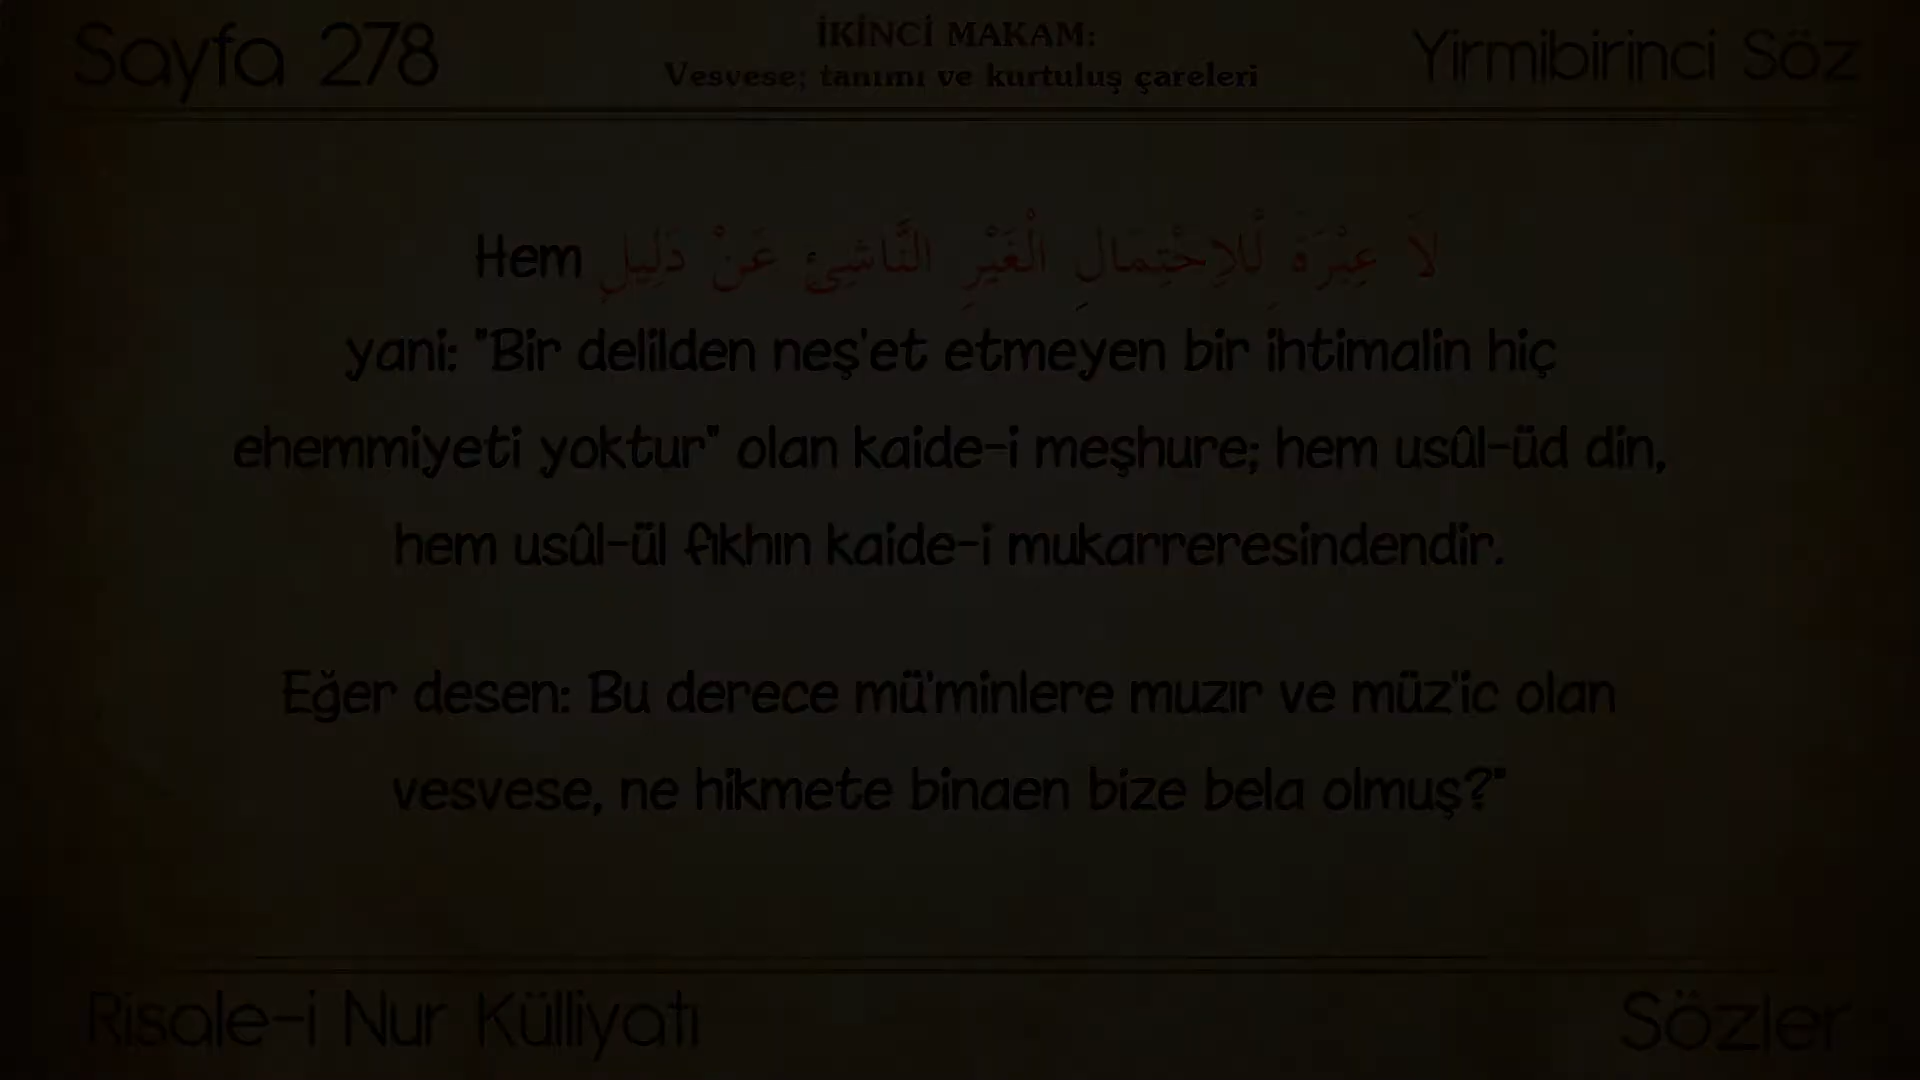 Sayfa 278
İKİNCİ MAKAM:
Vesvese; tanımı ve kurtuluş çareleri
Yirmibirinci Söz
Hem لاَ عِبْرَةَ لِلْاِحْتِمَالِ الْغَيْرِ النَّاشِئِ عَنْ دَلِيلٍ
yani: "Bir delilden neş'et etmeyen bir ihtimalin hiç
ehemmiyeti yoktur" olan kaide-i meşhure; hem usûl-üd din,
hem usûl-ül fıkhın kaide-i mukarreresindendir.
Eğer desen: Bu derece mü'minlere muzır ve müz'ic olan
vesvese, ne hikmete binaen bize bela olmuş?"
Risale-i Nur Külliyatı
Sözler